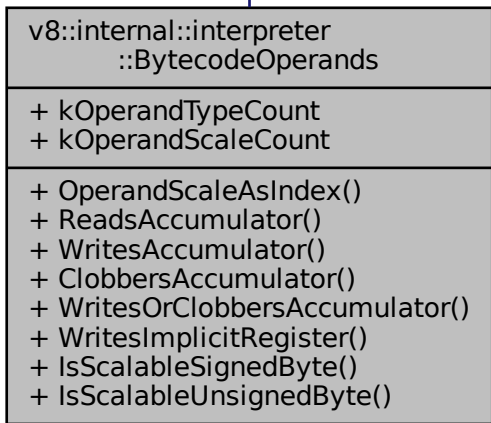 v8::internal::interpreter
::BytecodeOperands
+ kOperandTypeCount
+ kOperandScaleCount
+ OperandScaleAsIndex()
+ ReadsAccumulator()
+ WritesAccumulator()
+ ClobbersAccumulator()
+ WritesOrClobbersAccumulator()
+ WritesImplicitRegister()
+ IsScalableSignedByte()
+ IsScalableUnsignedByte()